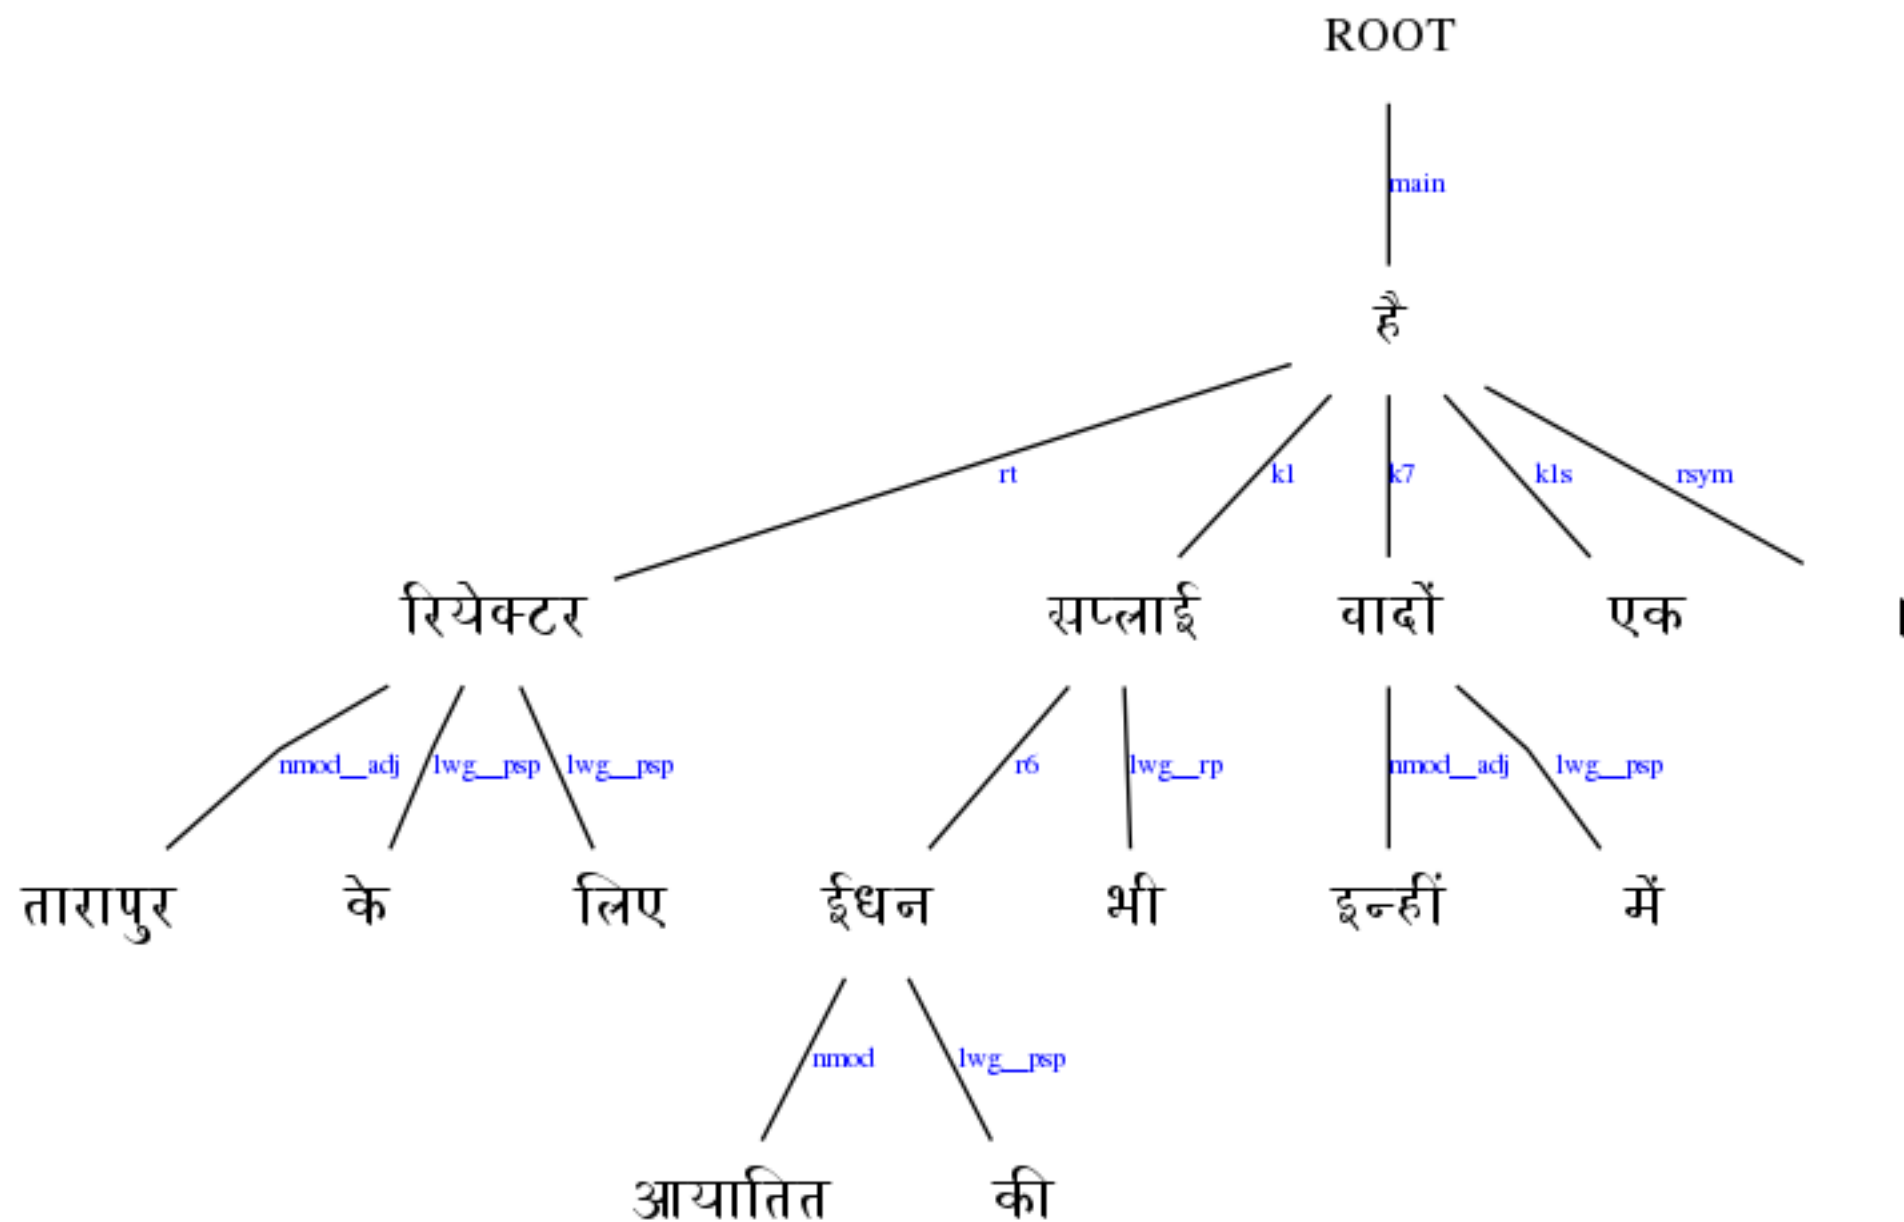 ROOT
main
है
rt k1 k7 k1s rsym
रियेक्टर सप्लाई वादों एक ।
nmod__adj lwg__psp lwg__psp r6 lwg__rp nmod__adj lwg__psp
तारापुर के लिए ईधन भी इन्हीं में
nmod lwg__psp
आयातित की